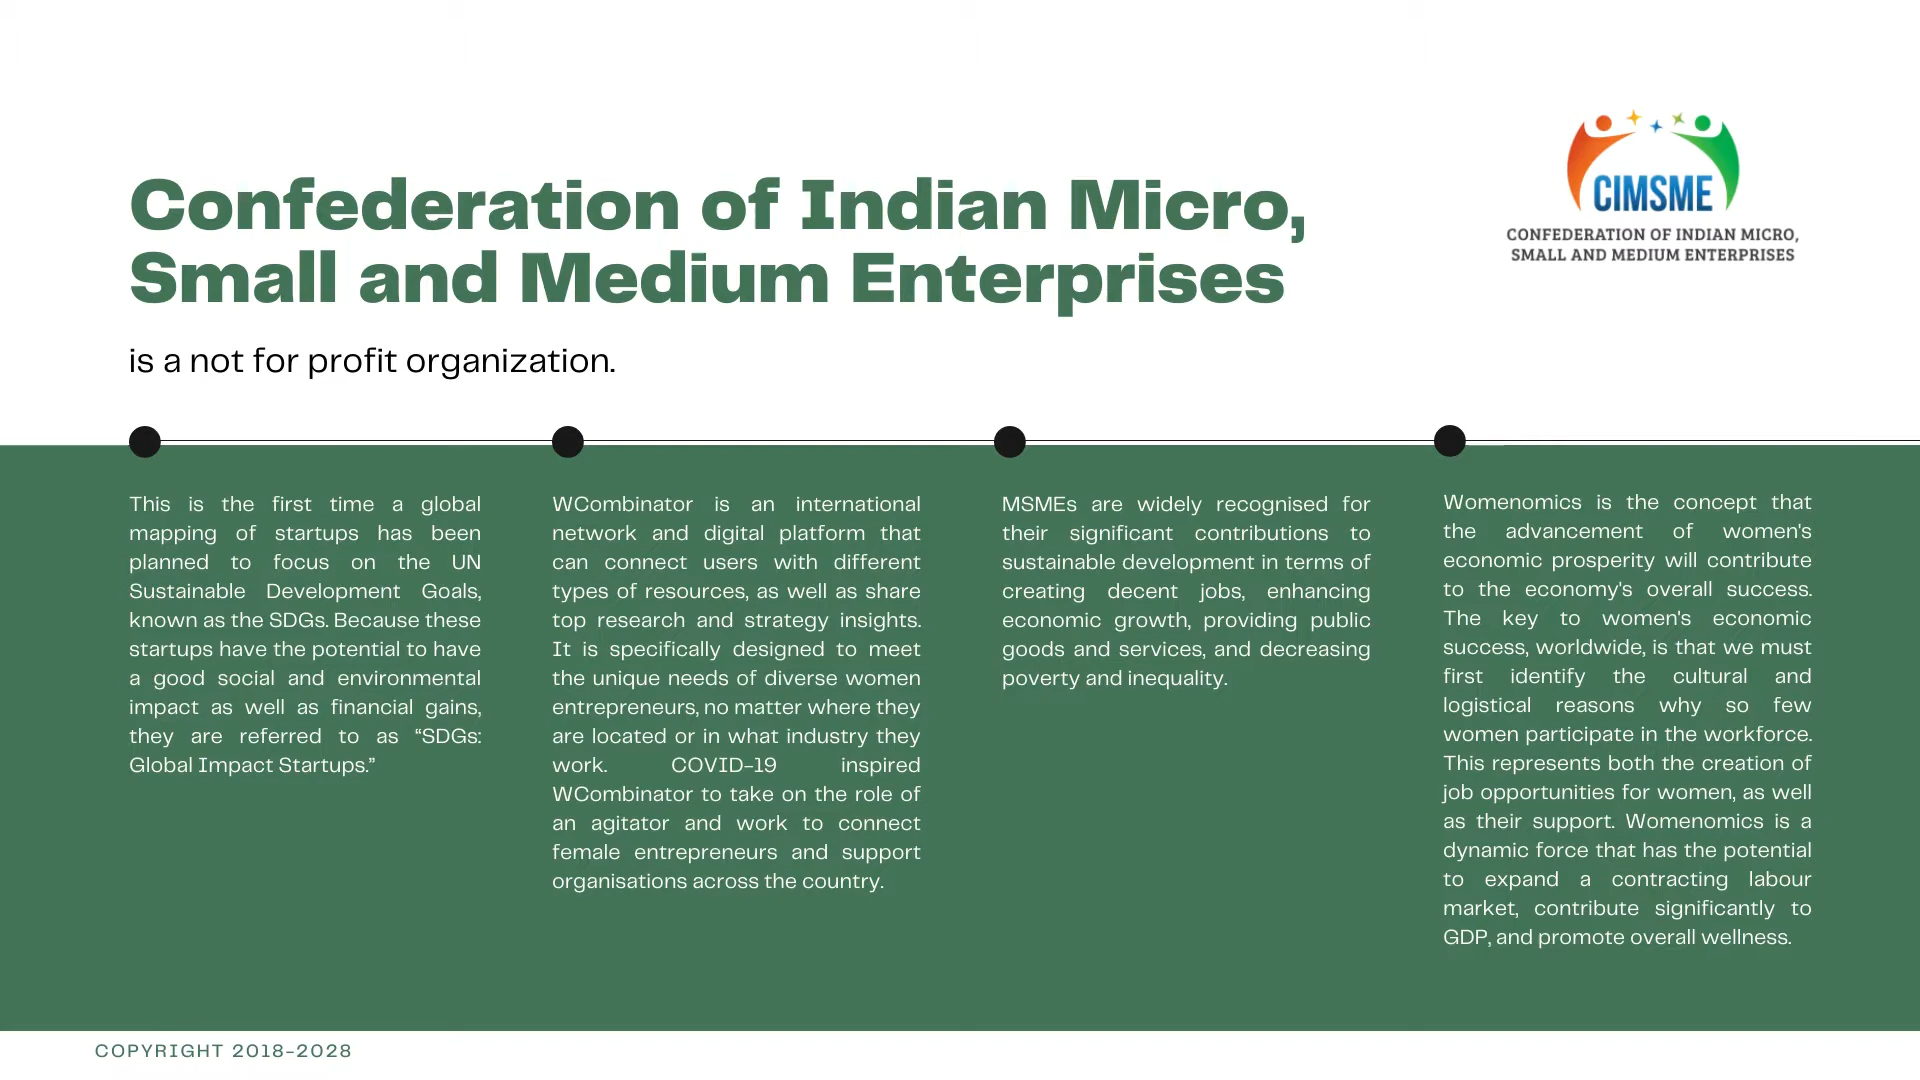 CIMSME
CONFEDERATION OF INDIAN MICRO,
SMALL AND MEDIUM ENTERPRISES
Confederation of Indian Micro,
Small and Medium Enterprises
is a not for profit organization.
This is the first time a global
mapping of startups has been
planned to focus on the UN
Sustainable Development Goals,
known as the SDGs. Because these
startups have the potential to have
a good social and environmental
impact as well as financial gains,
they are referred to as “SDGs:
Global Impact Startups.”
WCombinator is an international
network and digital platform that
can connect users with different
types of resources, as well as share
top research and strategy insights.
It is specifically designed to meet
the unique needs of diverse women
entrepreneurs, no matter where they
are located or in what industry they
work. COVID-19 inspired
WCombinator to take on the role of
an agitator and work to connect
female entrepreneurs and support
organisations across the country.
MSMEs are widely recognised for
their significant contributions to
sustainable development in terms of
creating decent jobs, enhancing
economic growth, providing public
goods and services, and decreasing
poverty and inequality.
Womenomics is the concept that
the advancement of women's
economic prosperity will contribute
to the economy's overall success.
The key to women's economic
success, worldwide, is that we must
first identify the cultural and
logistical reasons why so few
women participate in the workforce.
This represents both the creation of
job opportunities for women, as well
as their support. Womenomics is a
dynamic force that has the potential
to expand a contracting labour
market, contribute significantly to
GDP, and promote overall wellness.
COPYRIGHT 2018-2028